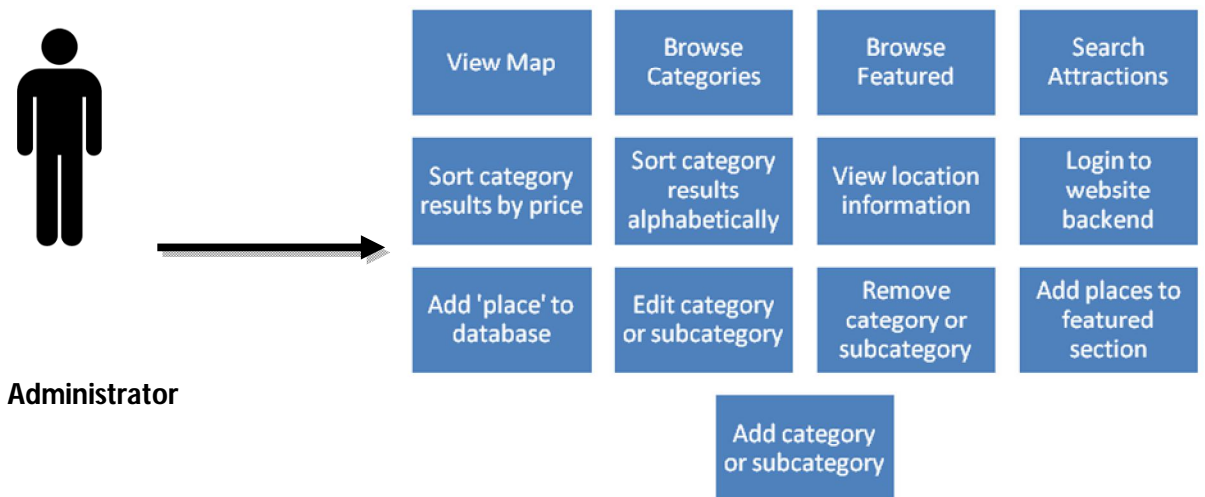 View Map
Browse
Categories
Browse
Featured
Search
Attractions
Sort category
results by price
Sort category
results
alphabetically
View location
information
Login to
website
backend
Add 'place' to
database
Edit category
or subcategory
Remove
category or
subcategory
Add places to
featured
section
Administrator
Add category
or subcategory